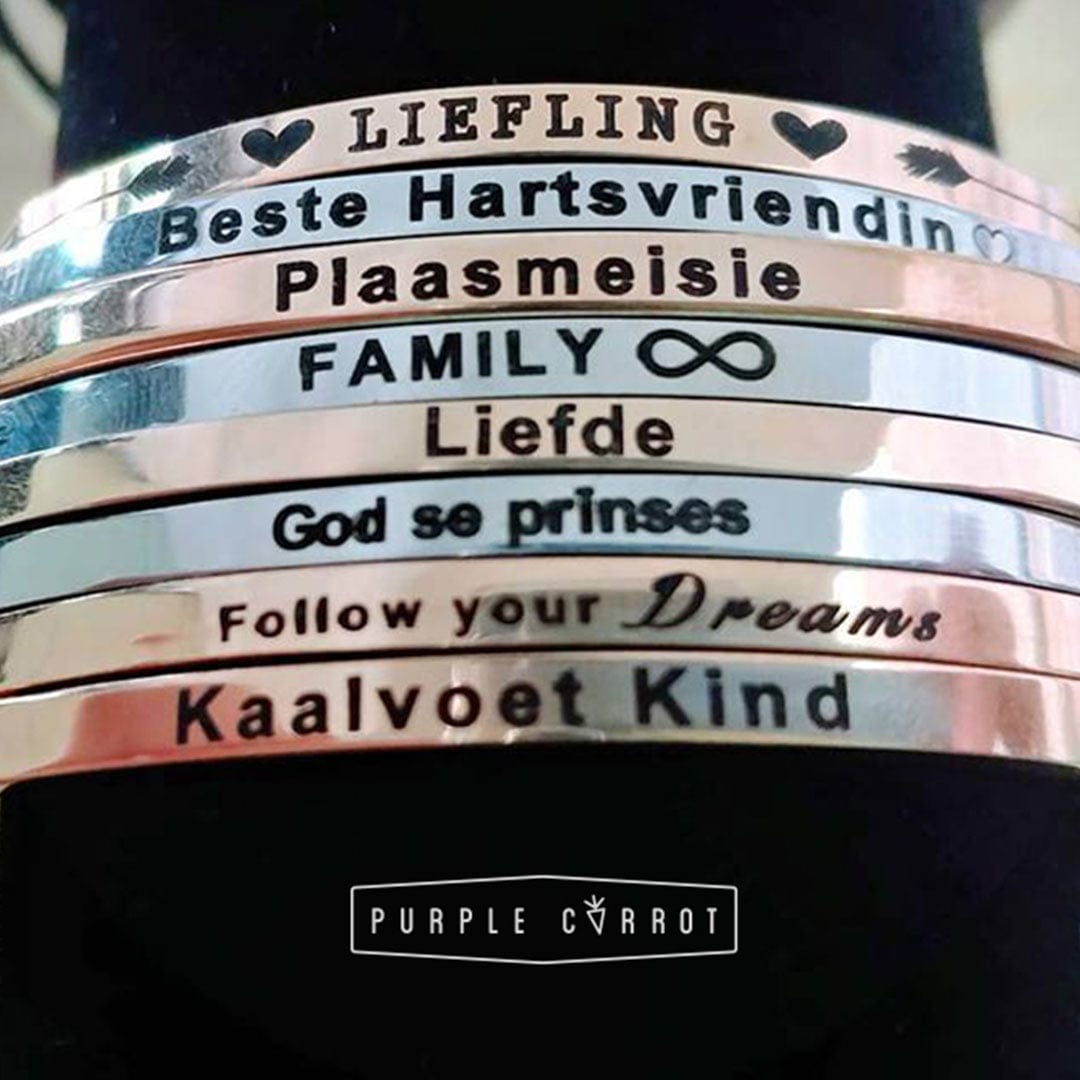 LIEFLING
Beste Hartsvriendin
Plaasmeisie
FAMILY
Liefde
God se prinses
Follow your Dreams
Kaalvoet Kind
PURPLE CARROT